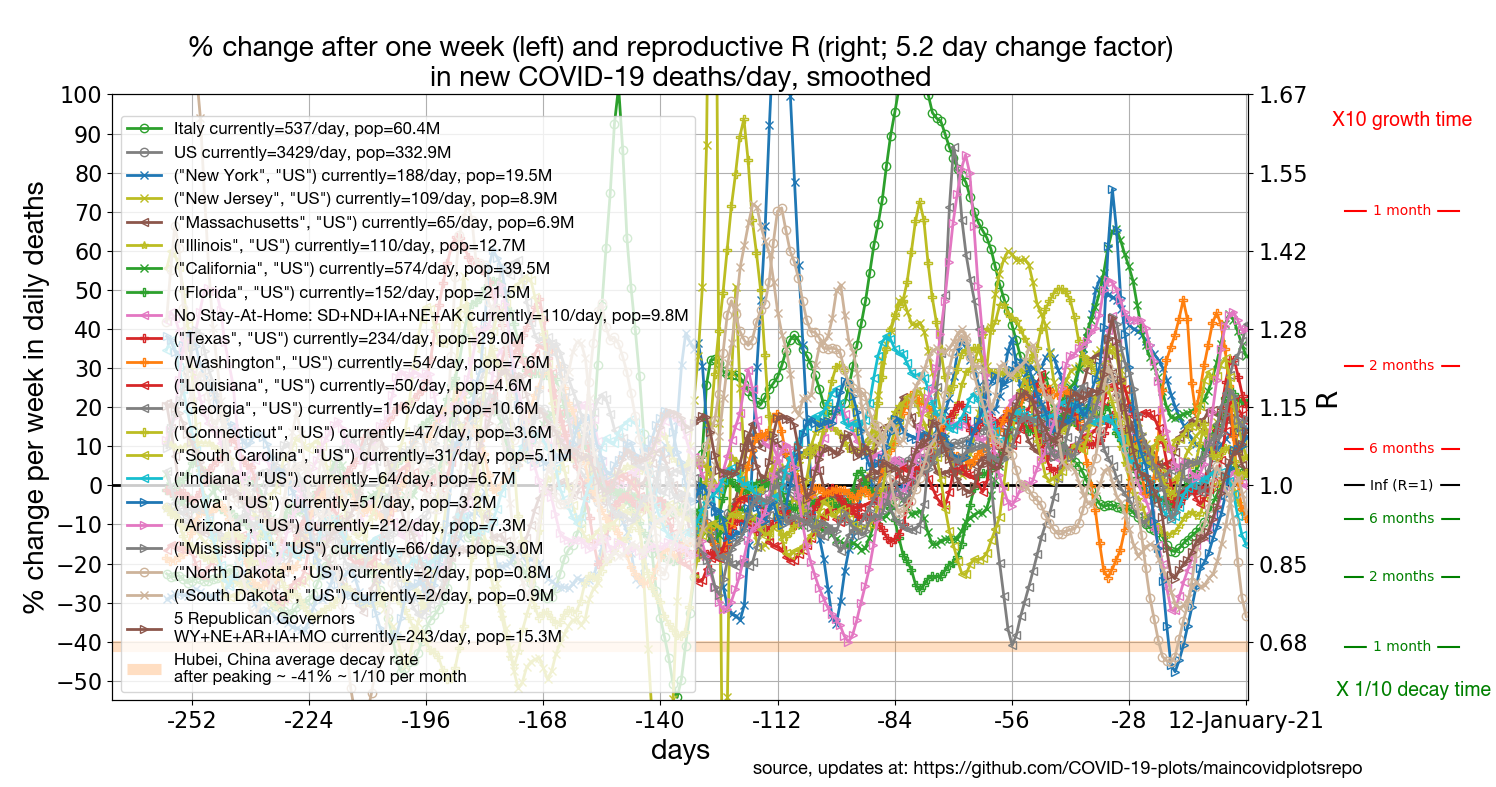 % change after one week (left) and reproductive R (right; 5.2 day change factor)
in new COVID-19 deaths/day, smoothed
% change per week in daily deaths
100
90
80
70
60
50
40
30
20
10
0
−10
−20
−30
−40
−50
Italy currently=537/day, pop=60.4M
US currently=3429/day, pop=332.9M
("New York", "US") currently=188/day, pop=19.5M
("New Jersey", "US") currently=109/day, pop=8.9M
("Massachusetts", "US") currently=65/day, pop=6.9M
("Illinois", "US") currently=110/day, pop=12.7M
("California", "US") currently=574/day, pop=39.5M
("Florida", "US") currently=152/day, pop=21.5M
No Stay-At-Home: SD+ND+IA+NE+AK currently=110/day, pop=9.8M
("Texas", "US") currently=234/day, pop=29.0M
("Washington", "US") currently=54/day, pop=7.6M
("Louisiana", "US") currently=50/day, pop=4.6M
("Georgia", "US") currently=116/day, pop=10.6M
("Connecticut", "US") currently=47/day, pop=3.6M
("South Carolina", "US") currently=31/day, pop=5.1M
("Indiana", "US") currently=64/day, pop=6.7M
("Iowa", "US") currently=51/day, pop=3.2M
("Arizona", "US") currently=212/day, pop=7.3M
("Mississippi", "US") currently=66/day, pop=3.0M
("North Dakota", "US") currently=2/day, pop=0.8M
("South Dakota", "US") currently=2/day, pop=0.9M
5 Republican Governors
WY+NE+AR+IA+MO currently=243/day, pop=15.3M
Hubei, China average decay rate
after peaking ~ -41% ~ 1/10 per month
-252
-224
-196
-168
-140
-112
-84
-56
-28
12-January-21
days
1.67
1.55
1.42
1.28
1.15
1.0
0.85
0.68
R
X10 growth time
1 month
2 months
6 months
Inf (R=1)
6 months
2 months
1 month
X 1/10 decay time
source, updates at: https://github.com/COVID-19-plots/maincovidplotsrepo